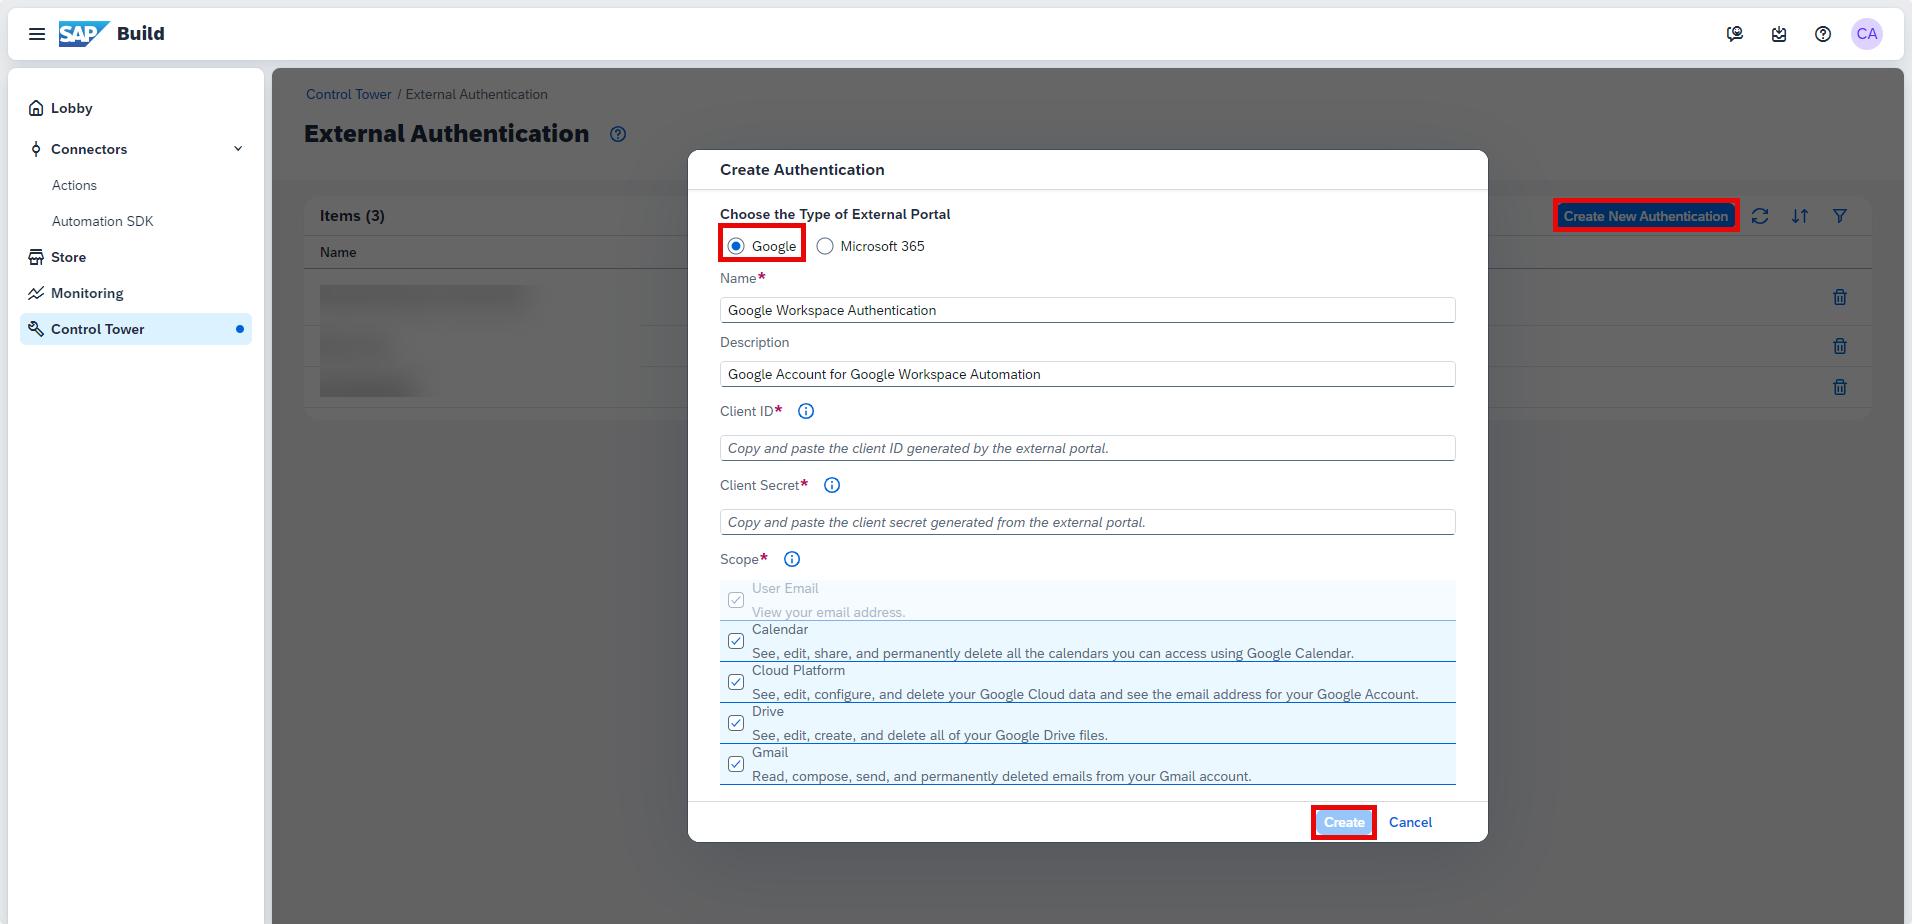 SAP Build
CA
Lobby
Connectors
Actions
Automation SDK
Store
Monitoring
Control Tower
Control Tower / External Authentication
External Authentication
Items (3)
Create New Authentication
Name
Create Authentication
Choose the Type of External Portal
Google Microsoft 365
Name*
Google Workspace Authentication
Description
Google Account for Google Workspace Automation
Client ID*
Copy and paste the client ID generated by the external portal.
Client Secret*
Copy and paste the client secret generated from the external portal.
Scope*
User Email
View your email address.
Calendar
See, edit, share, and permanently delete all the calendars you can access using Google Calendar.
Cloud Platform
See, edit, configure, and delete your Google Cloud data and see the email address for your Google Account.
Drive
See, edit, create, and delete all of your Google Drive files.
Gmail
Read, compose, send, and permanently deleted emails from your Gmail account.
Create Cancel